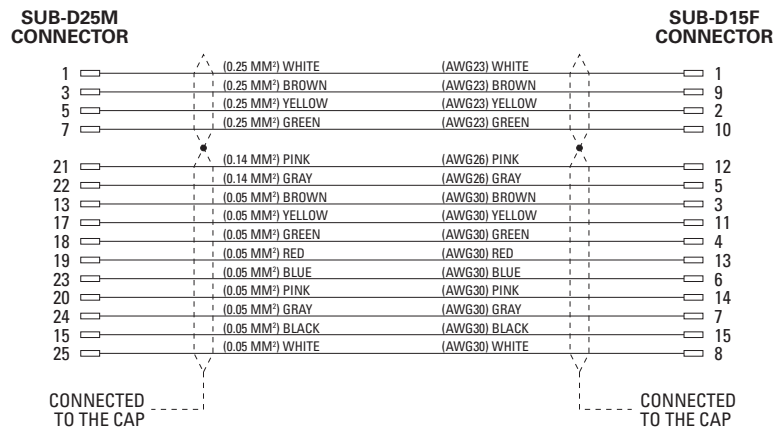 SUB-D25M CONNECTOR
SUB-D15F CONNECTOR
1 (0.25 MM²) WHITE (AWG23) WHITE 1
3 (0.25 MM²) BROWN (AWG23) BROWN 9
5 (0.25 MM²) YELLOW (AWG23) YELLOW 2
7 (0.25 MM²) GREEN (AWG23) GREEN 10
21 (0.14 MM²) PINK (AWG26) PINK 12
22 (0.14 MM²) GRAY (AWG26) GRAY 5
13 (0.05 MM²) BROWN (AWG30) BROWN 3
17 (0.05 MM²) YELLOW (AWG30) YELLOW 11
18 (0.05 MM²) GREEN (AWG30) GREEN 4
19 (0.05 MM²) RED (AWG30) RED 13
23 (0.05 MM²) BLUE (AWG30) BLUE 6
20 (0.05 MM²) PINK (AWG30) PINK 14
24 (0.05 MM²) GRAY (AWG30) GRAY 7
15 (0.05 MM²) BLACK (AWG30) BLACK 15
25 (0.05 MM²) WHITE (AWG30) WHITE 8
CONNECTED TO THE CAP
CONNECTED TO THE CAP